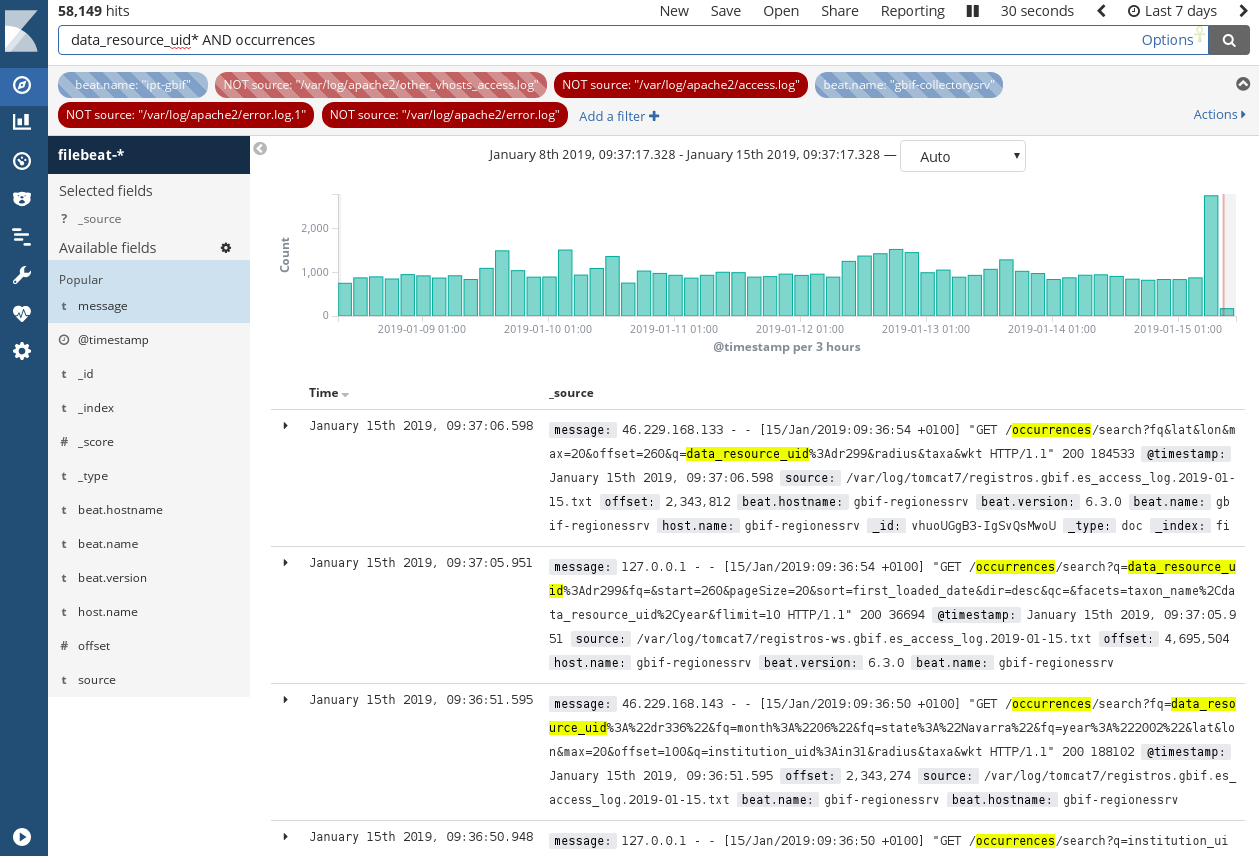 58,149 hits
New Save Open Share Reporting 30 seconds Last 7 days
data_resource_uid* AND occurrences
Options
beat.name: "ipt-gbif" NOT source: "/var/log/apache2/other_vhosts_access.log" NOT source: "/var/log/apache2/access.log" beat.name: "gbif-collectorysrv"
NOT source: "/var/log/apache2/error.log.1" NOT source: "/var/log/apache2/error.log" Add a filter +
Actions
filebeat-*
Selected fields
? _source
Available fields
Popular
t message
@timestamp
t _id
t _index
# _score
t _type
t beat.hostname
t beat.name
t beat.version
t host.name
# offset
t source
January 8th 2019, 09:37:17.328 - January 15th 2019, 09:37:17.328 — Auto
Count
2,000
1,000
0
2019-01-09 01:00 2019-01-10 01:00 2019-01-11 01:00 2019-01-12 01:00 2019-01-13 01:00 2019-01-14 01:00 2019-01-15 01:00
@timestamp per 3 hours
Time _source
January 15th 2019, 09:37:06.598
message: 46.229.168.133 - - [15/Jan/2019:09:36:54 +0100] "GET /occurrences/search?fq&lat&lon&m
ax=20&offset=260&q=data_resource_uid%3Adr299&radius&taxa&wkt HTTP/1.1" 200 184533 @timestamp:
January 15th 2019, 09:37:06.598 source: /var/log/tomcat7/registros.gbif.es_access_log.2019-01-
15.txt offset: 2,343,812 beat.hostname: gbif-regionessrv beat.version: 6.3.0 beat.name: gb
if-regionessrv host.name: gbif-regionessrv _id: vhuoUGgB3-IgSvQsMwoU _type: doc _index: fi
January 15th 2019, 09:37:05.951
message: 127.0.0.1 - - [15/Jan/2019:09:36:54 +0100] "GET /occurrences/search?q=data_resource_u
id%3Adr299&fq=&start=260&pageSize=20&sort=first_loaded_date&dir=desc&qc=&facets=taxon_name%2Cda
ta_resource_uid%2Cyear&flimit=10 HTTP/1.1" 200 36694 @timestamp: January 15th 2019, 09:37:05.9
51 source: /var/log/tomcat7/registros-ws.gbif.es_access_log.2019-01-15.txt offset: 4,695,504
host.name: gbif-regionessrv beat.version: 6.3.0 beat.name: gbif-regionessrv
January 15th 2019, 09:36:51.595
message: 46.229.168.143 - - [15/Jan/2019:09:36:50 +0100] "GET /occurrences/search?fq=data_reso
urce_uid%3A%22dr336%22&fq=month%3A%2206%22&fq=state%3A%22Navarra%22&fq=year%3A%222002%22&lat&lo
n&max=20&offset=100&q=institution_uid%3Ain31&radius&taxa&wkt HTTP/1.1" 200 188102 @timestamp:
January 15th 2019, 09:36:51.595 offset: 2,343,274 source: /var/log/tomcat7/registros.gbif.es_
access_log.2019-01-15.txt beat.name: gbif-regionessrv beat.hostname: gbif-regionessrv
January 15th 2019, 09:36:50.948
message: 127.0.0.1 - - [15/Jan/2019:09:36:50 +0100] "GET /occurrences/search?q=institution_ui